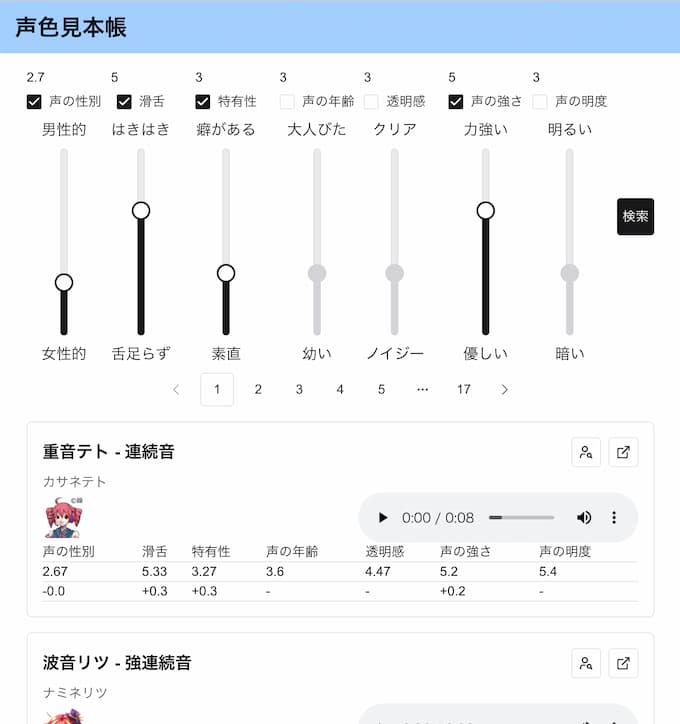 声色見本帳
2.7 5 3 3 3 5 3
声の性別 滑舌 特有性 声の年齢 透明感 声の強さ 声の明度
男性的 はきはき 癖がある 大人びた クリア 力強い 明るい
検索
女性的 舌足らず 素直 幼い ノイジー 優しい 暗い
1 2 3 4 5 ··· 17
重音テト - 連続音
カサネテト
0:00 / 0:08
声の性別 滑舌 特有性 声の年齢 透明感 声の強さ 声の明度
2.67 5.33 3.27 3.6 4.47 5.2 5.4
-0.0 +0.3 +0.3 - - +0.2 -
波音リツ - 強連続音
ナミネリツ